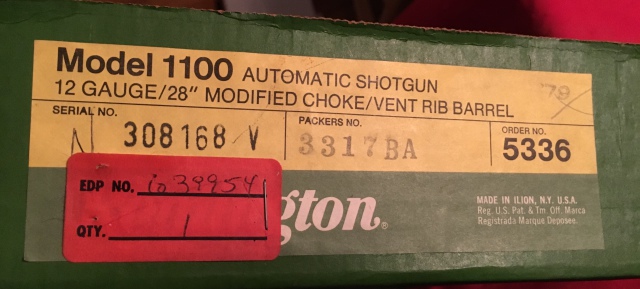 Model 1100 AUTOMATIC SHOTGUN
12 GAUGE/28" MODIFIED CHOKE/VENT RIB BARREL
'79
SERIAL NO.
N 308168 V
PACKERS NO.
3317BA
ORDER NO.
5336
EDP NO.
QTY. 1
gton®
MADE IN ILION, N.Y. U.S.A.
Reg. U.S. Pat. & Tm. Off. Marca
Registrada Marque Deposee.